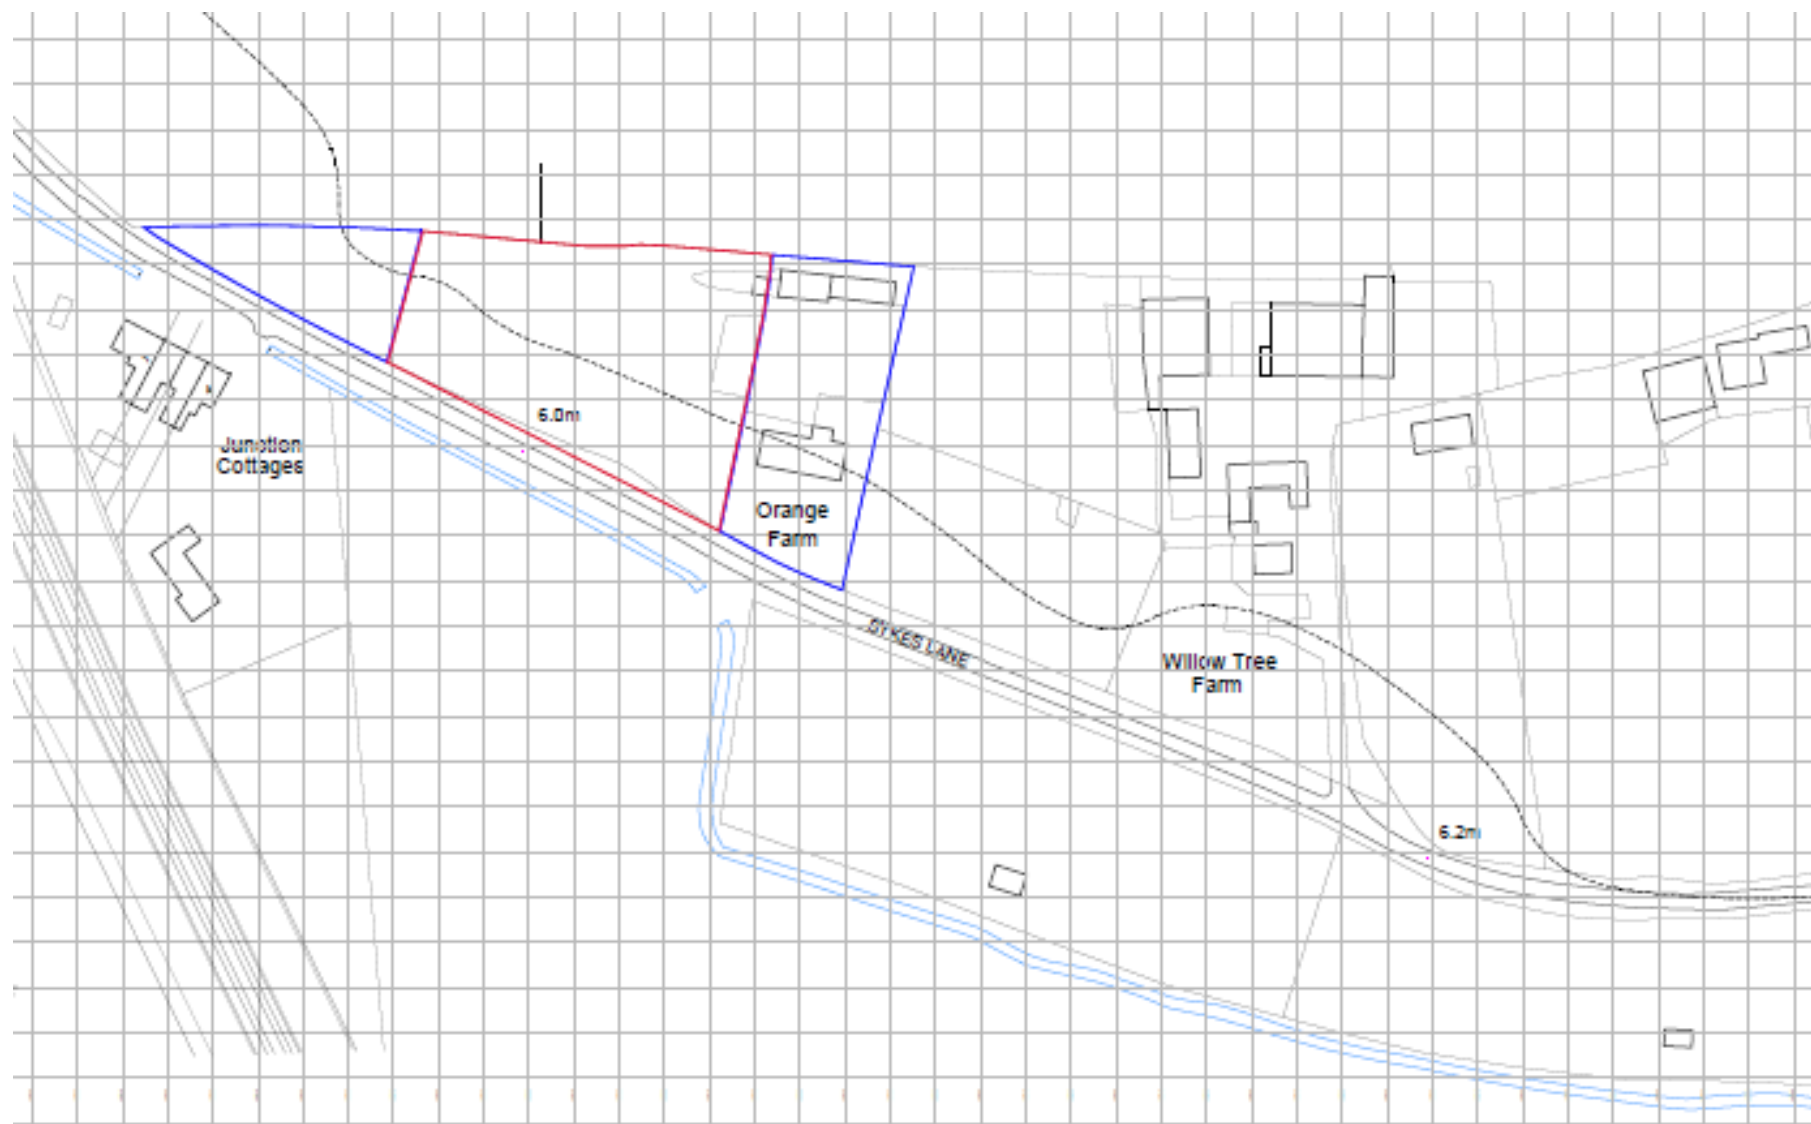 6.0m
Junction
Cottages
Orange
Farm
SYKES LANE
Willow Tree
Farm
6.2m